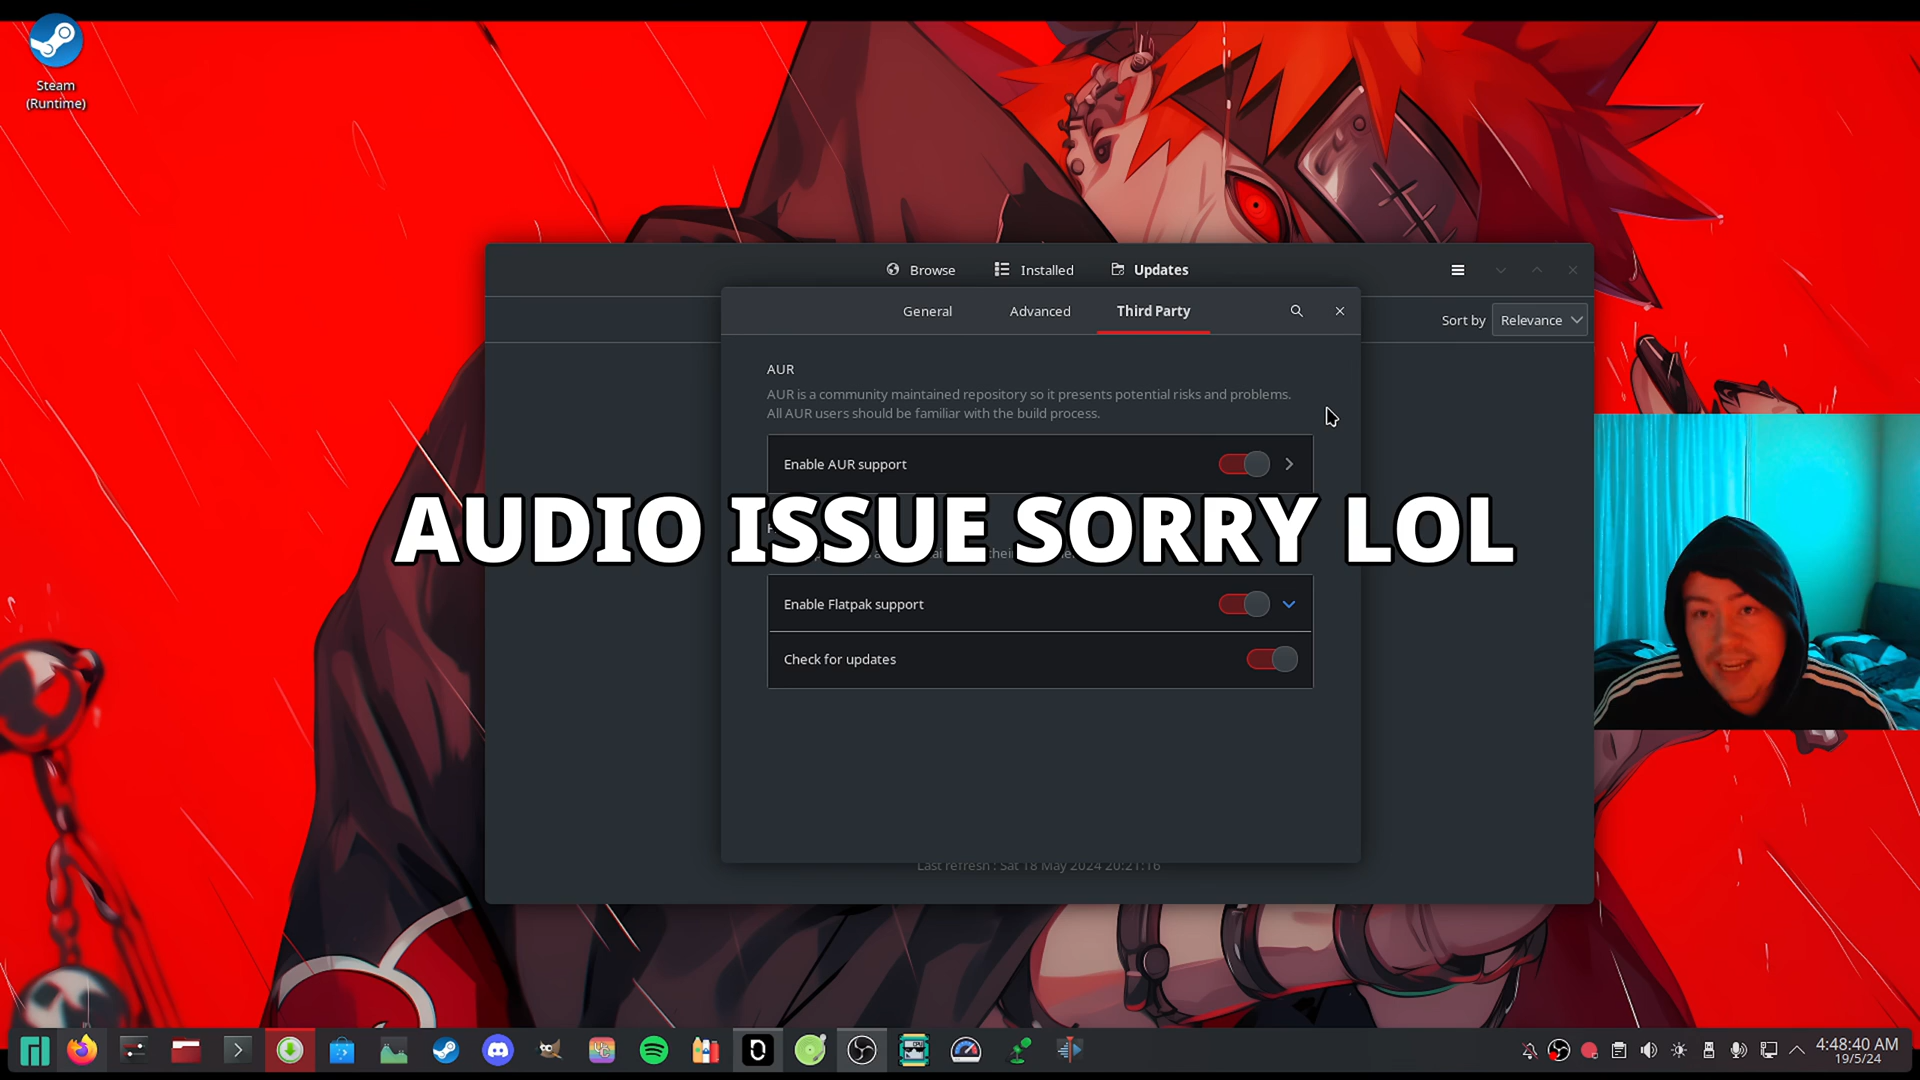 Steam
(Runtime)
Browse
Installed
Updates
General
Advanced
Third Party
Sort by
Relevance
AUR
AUR is a community maintained repository so it presents potential risks and problems.
All AUR users should be familiar with the build process.
Enable AUR support
AUDIO ISSUE SORRY LOL
Enable Flatpak support
Check for updates
Last refresh : Sat 18 May 2024 20:21:16
4:48:40 AM
19/5/24